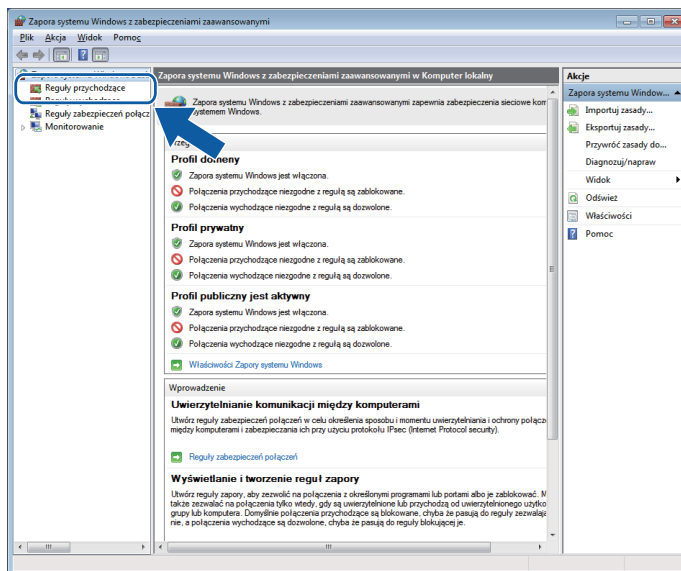 Zapora systemu Windows z zabezpieczeniami zaawansowanymi
Plik Akcja Widok Pomoc
Reguły przychodzące
Reguły zabezpieczeń połącz
Monitorowanie
Zapora systemu Windows z zabezpieczeniami zaawansowanymi w Komputer lokalny
Zapora systemu Windows z zabezpieczeniami zaawansowanymi zapewnia zabezpieczenia sieciowe kom
systemem Windows.
Profil domeny
Zapora systemu Windows jest włączona.
Połączenia przychodzące niezgodne z regułą są zablokowane.
Połączenia wychodzące niezgodne z regułą są dozwolone.
Profil prywatny
Zapora systemu Windows jest włączona.
Połączenia przychodzące niezgodne z regułą są zablokowane.
Połączenia wychodzące niezgodne z regułą są dozwolone.
Profil publiczny jest aktywny
Zapora systemu Windows jest włączona.
Połączenia przychodzące niezgodne z regułą są zablokowane.
Połączenia wychodzące niezgodne z regułą są dozwolone.
Właściwości Zapory systemu Windows
Wprowadzenie
Uwierzytelnianie komunikacji między komputerami
Utwórz reguły zabezpieczeń połączeń w celu określenia sposobu i momentu uwierzytelniania i ochrony połącze
między komputerami i zabezpieczania ich przy użyciu protokołu IPsec (Internet Protocol security).
Reguły zabezpieczeń połączeń
Wyświetlanie i tworzenie reguł zapory
Utwórz reguły zapory, aby zezwolić na połączenia z określonymi programami lub portami albo je zablokować. M
także zezwalać na połączenia tylko wtedy, gdy są uwierzytelnione lub przychodzą od uwierzytelnionego użytko
grupy lub komputera. Domyślnie połączenia przychodzące są blokowane, chyba że pasują do reguły zezwalają
nie, a połączenia wychodzące są dozwolone, chyba że pasują do reguły blokującej je.
Akcje
Zapora systemu Window...
Importuj zasady...
Eksportuj zasady...
Przywróć zasady do...
Diagnozuj/napraw
Widok
Odśwież
Właściwości
Pomoc